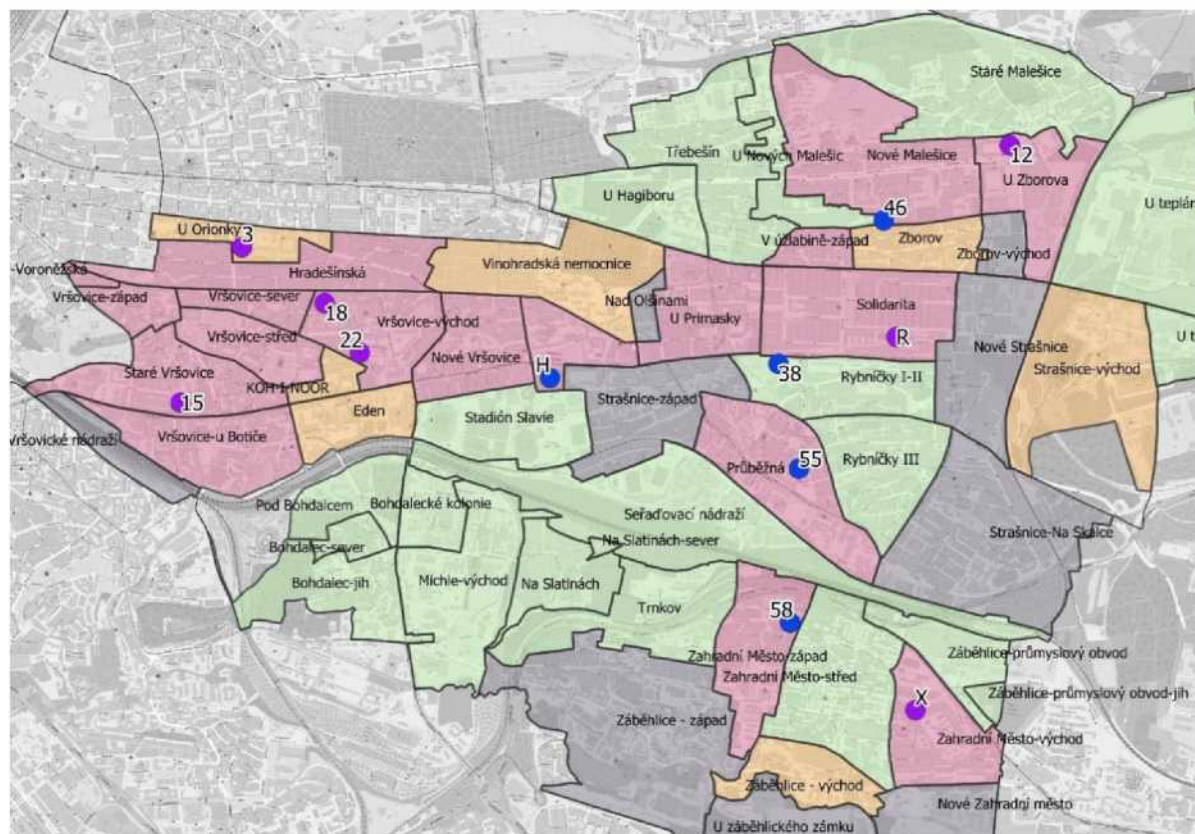 Staré Malešice
Třebešín
U Nových Malešic
Nové Malešice
12
U Zborova
U Hagiboru
U teplár
46
U Orionky
3
V úžlabině-západ
Zborov
Zborov-východ
Hradešínská
Vinohradská nemocnice
-Voroněžská
Vršovice-západ
Vršovice-sever
18
Nad Olšinami
Solidarita
Vršovice-východ
U Primasky
Vršovice-střed
22
R
Nové Strašnice
Nové Vršovice
H
38
Strašnice-východ
Staré Vršovice
KOH-I-NOOR
Rybníčky I-II
Strašnice-západ
15
Eden
Stadión Slavie
Vršovické nádraží
Vršovice-u Botiče
55
Průběžná
Rybníčky III
Pod Bohdalcem
Bohdalecké kolonie
Seřaďovací nádraží
Strašnice-Na Skalce
Na Slatinách-sever
Bohdalec-sever
Bohdalec-jih
Michle-východ
Na Slatinách
Trnkov
58
Zahradní Město-západ
Zahradní Město-střed
Záběhlice-průmyslový obvod
Záběhlice-průmyslový obvod-jih
X
Záběhlice - západ
Zahradní Město-východ
Záběhlice - východ
Nové Zahradní město
U záběhlického zámku